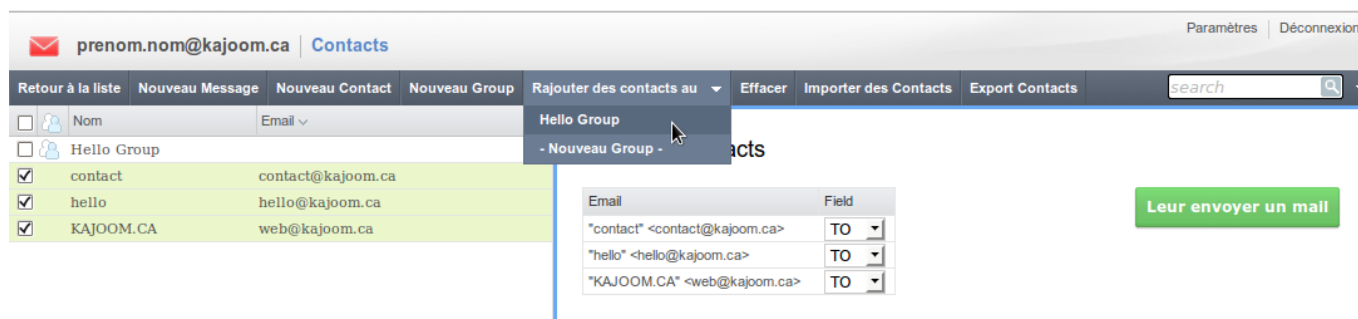 Paramètres Déconnexion
prenom.nom@kajoom.ca Contacts
Retour à la liste Nouveau Message Nouveau Contact Nouveau Group Rajouter des contacts au Effacer Importer des Contacts Export Contacts search
Nom Email
Hello Group
- Nouveau Group -
Hello Group
contact contact@kajoom.ca
hello hello@kajoom.ca
KAJOOM.CA web@kajoom.ca
acts
Email Field
"contact" <contact@kajoom.ca> TO
"hello" <hello@kajoom.ca> TO
"KAJOOM.CA" <web@kajoom.ca> TO
Leur envoyer un mail